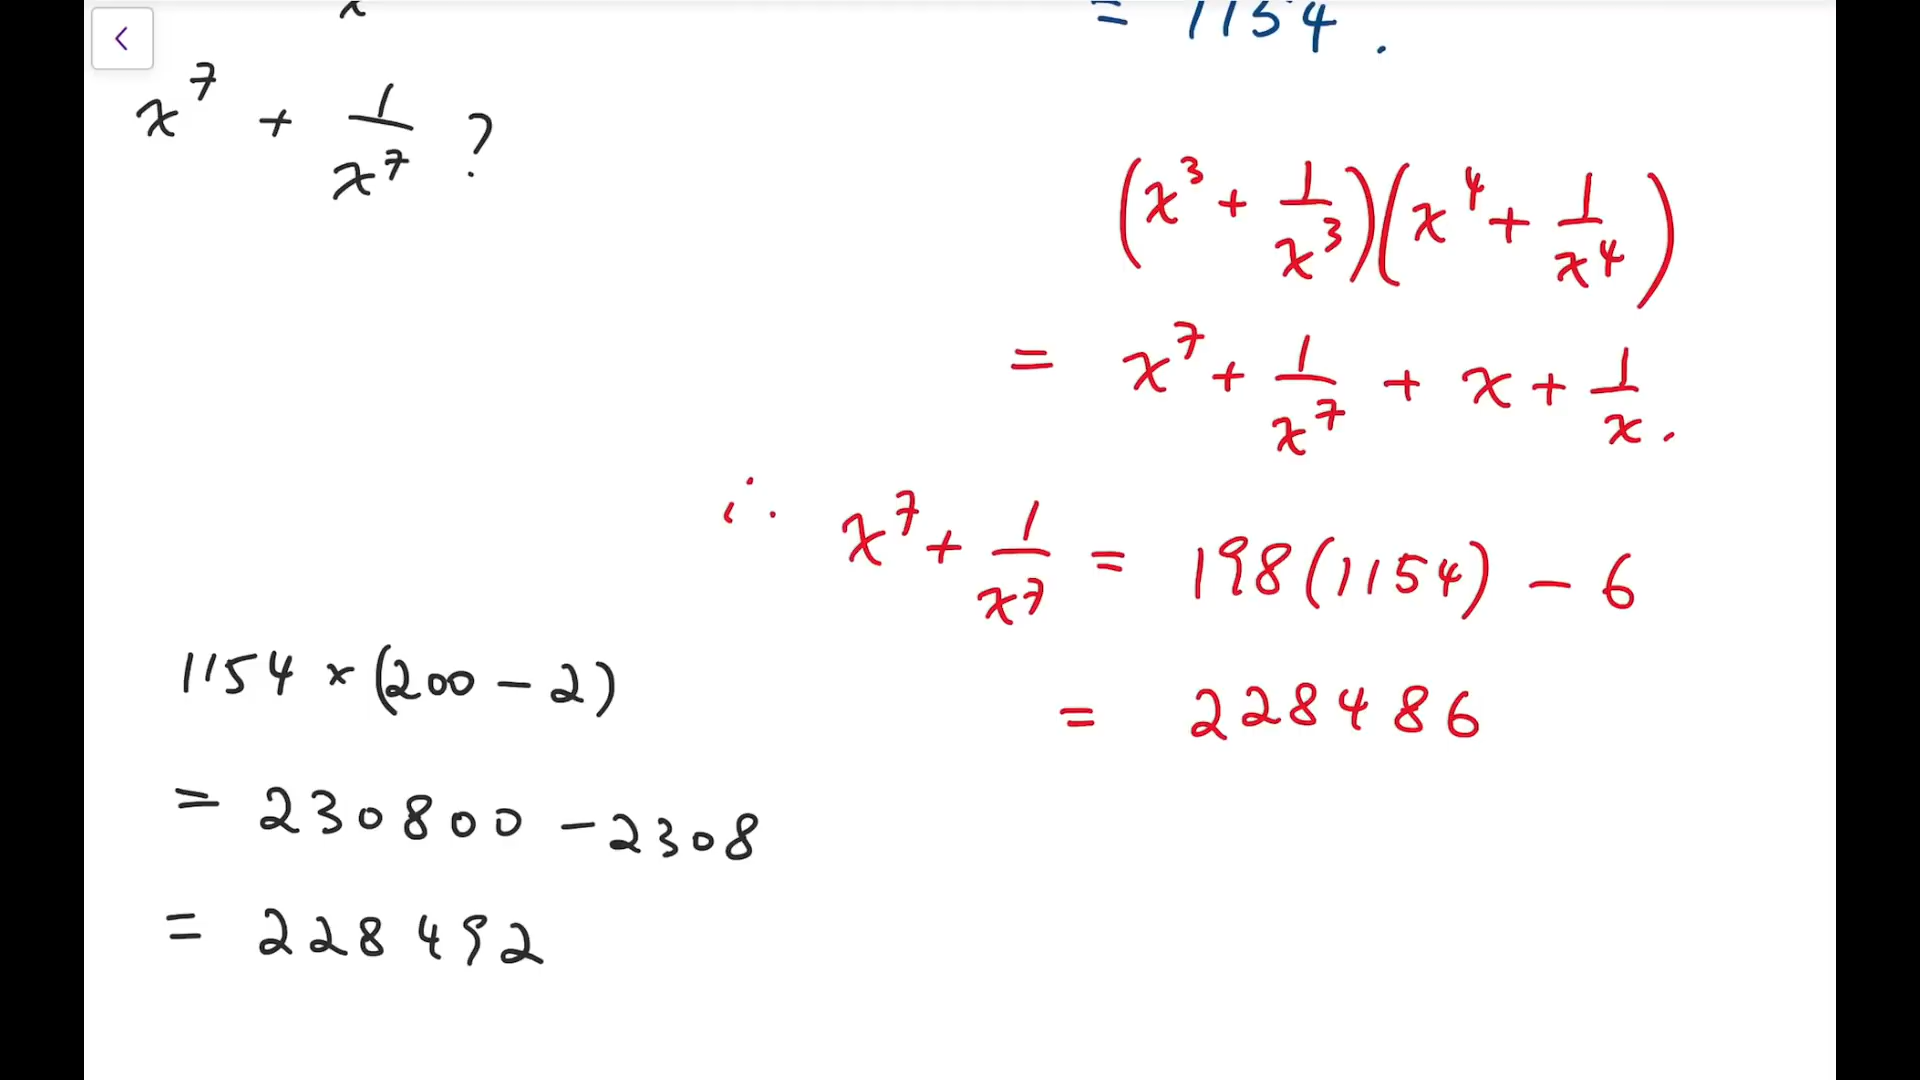 x
= 1154.
x⁷ + 1/x⁷ ?
(x³ + 1/x³)(x⁴ + 1/x⁴)
= x⁷ + 1/x⁷ + x + 1/x.
∴ x⁷ + 1/x⁷ = 198(1154) - 6
= 228486
1154 × (200 - 2)
= 230800 - 2308
= 228492